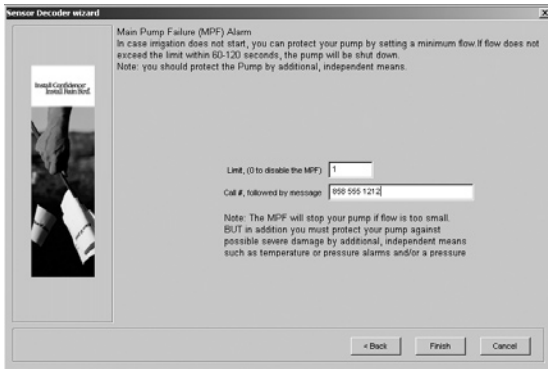 Sensor Decoder wizard
Main Pump Failure (MPF) Alarm
In case irrigation does not start, you can protect your pump by setting a minimum flow.If flow does not
exceed the limit within 60-120 seconds, the pump will be shut down.
Note: you should protect the Pump by additional, independent means.
Install Confidence.
Install Rain Bird.
Limit, (0 to disable the MPF)
1
Call #, followed by message
858 555 1212
Note: The MPF will stop your pump if flow is too small.
BUT in addition you must protect your pump against
possible severe damage by additional, independent means
such as temperature or pressure alarms and/or a pressure
< Back
Finish
Cancel